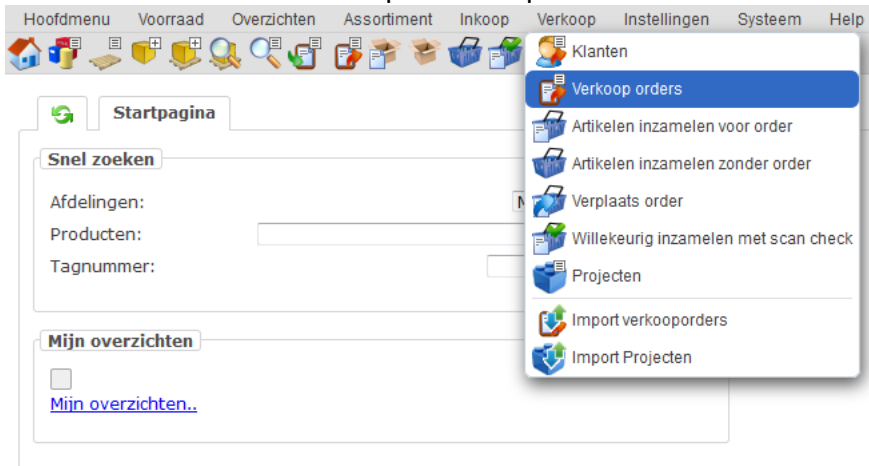 Hoofdmenu Voorraad Overzichten Assortiment Inkoop Verkoop Instellingen Systeem Help
Klanten
Verkoop orders
Artikelen inzamelen voor order
Artikelen inzamelen zonder order
Verplaats order
Willekeurig inzamelen met scan check
Projecten
Import verkooporders
Import Projecten
Startpagina
Snel zoeken
Afdelingen:
Producten:
Tagnummer:
Mijn overzichten
Mijn overzichten..